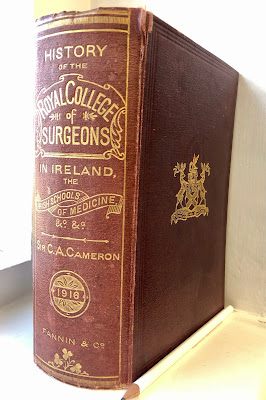 HISTORY
OF THE
ROYAL COLLEGE
of
SURGEONS
IN IRELAND,
THE
IRISH SCHOOLS
OF MEDICINE,
&c. &c.
SIR C.A. CAMERON
1916
FANNIN & Co.